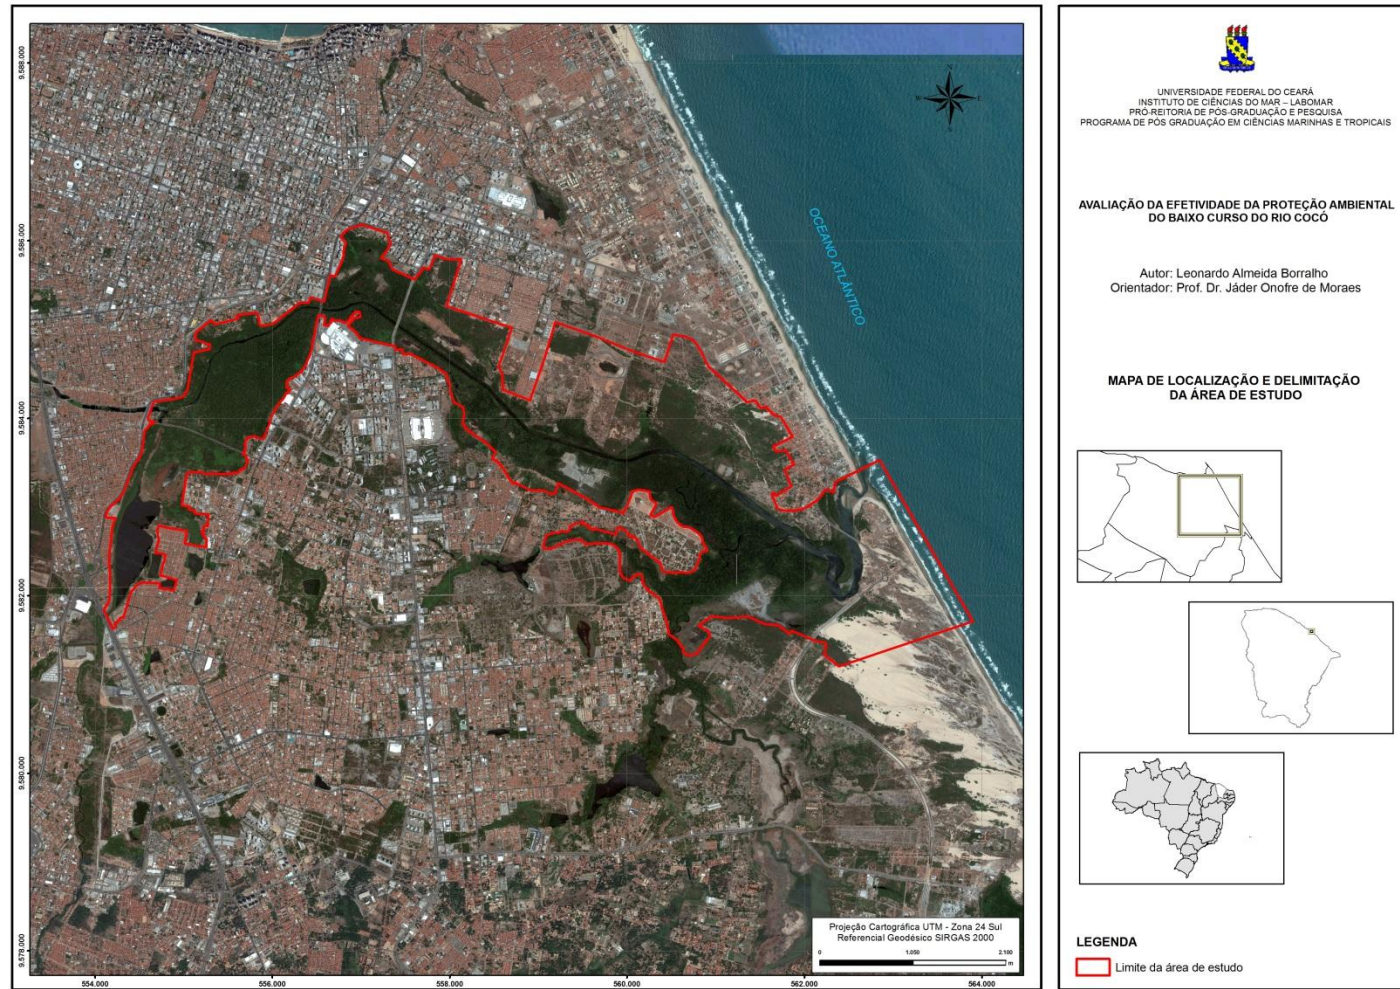 9.588.000
9.586.000
9.584.000
9.582.000
9.580.000
9.578.000
554.000
556.000
558.000
560.000
562.000
564.000
N
W
E
S
OCEANO ATLÂNTICO
Projeção Cartográfica UTM - Zona 24 Sul
Referencial Geodésico SIRGAS 2000
0 1.050 2.100
m
UNIVERSIDADE FEDERAL DO CEARÁ
INSTITUTO DE CIÊNCIAS DO MAR – LABOMAR
PRÓ-REITORIA DE PÓS-GRADUAÇÃO E PESQUISA
PROGRAMA DE PÓS GRADUAÇÃO EM CIÊNCIAS MARINHAS E TROPICAIS
AVALIAÇÃO DA EFETIVIDADE DA PROTEÇÃO AMBIENTAL
DO BAIXO CURSO DO RIO COCÓ
Autor: Leonardo Almeida Borralho
Orientador: Prof. Dr. Jáder Onofre de Moraes
MAPA DE LOCALIZAÇÃO E DELIMITAÇÃO
DA ÁREA DE ESTUDO
LEGENDA
Limite da área de estudo